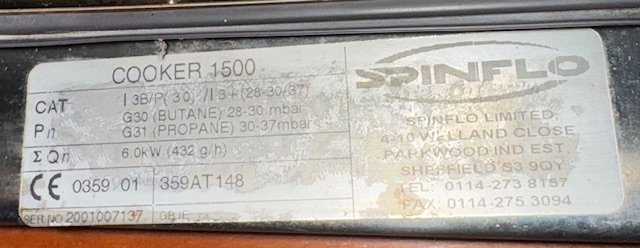 COOKER 1500
CAT I 3B/P(30)/I 3+(28-30/37)
Pn G30 (BUTANE) 28-30 mbar
G31 (PROPANE) 30-37mbar
Σ Qn 6.0kW (432 g/h)
CE 0359 01 359AT148
SER NO 2001007137 GB IE
SPINFLO
SPINFLO LIMITED
4-10 WELLAND CLOSE
PARKWOOD IND EST.
SHEFFIELD S3 9QY
TEL: 0114-273 8157
FAX: 0114-275 3094